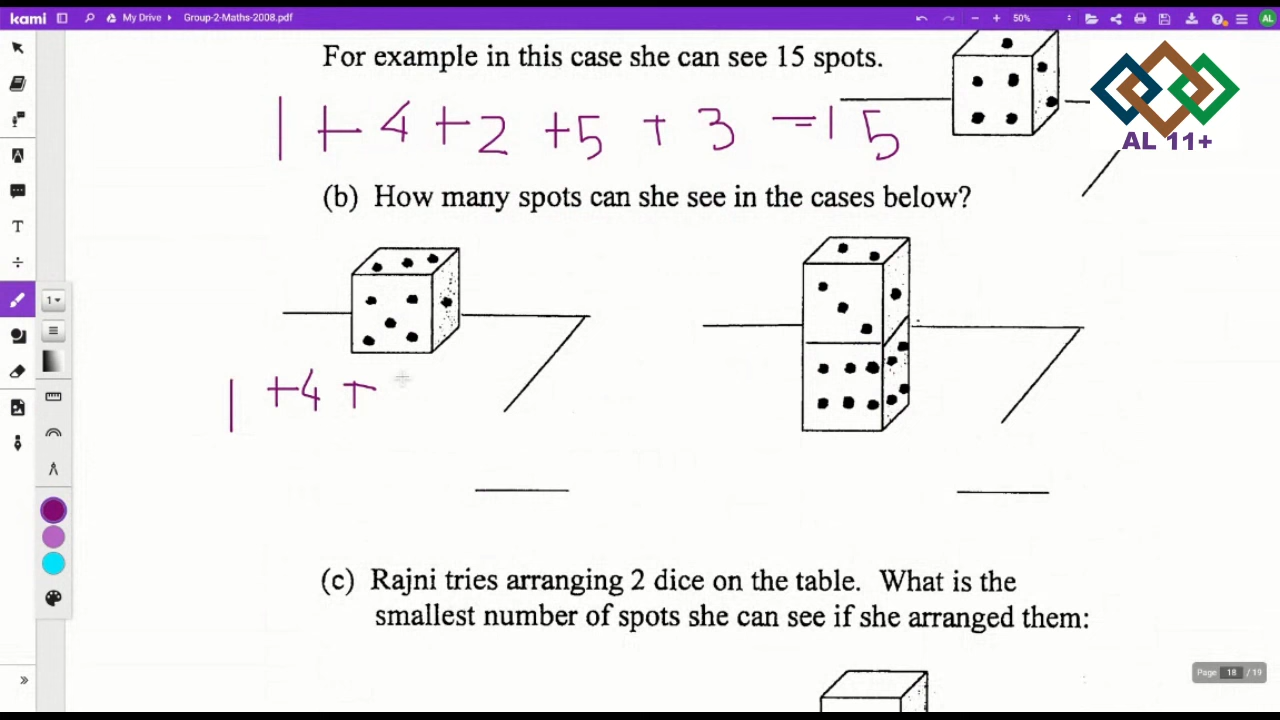 kami My Drive Group-2-Maths-2008.pdf 50% AL
For example in this case she can see 15 spots.
1 + 4 + 2 + 5 + 3 = 15
AL 11+
(b) How many spots can she see in the cases below?
1 + 4 +
(c) Rajni tries arranging 2 dice on the table. What is the
smallest number of spots she can see if she arranged them:
Page 18 / 19
T
1